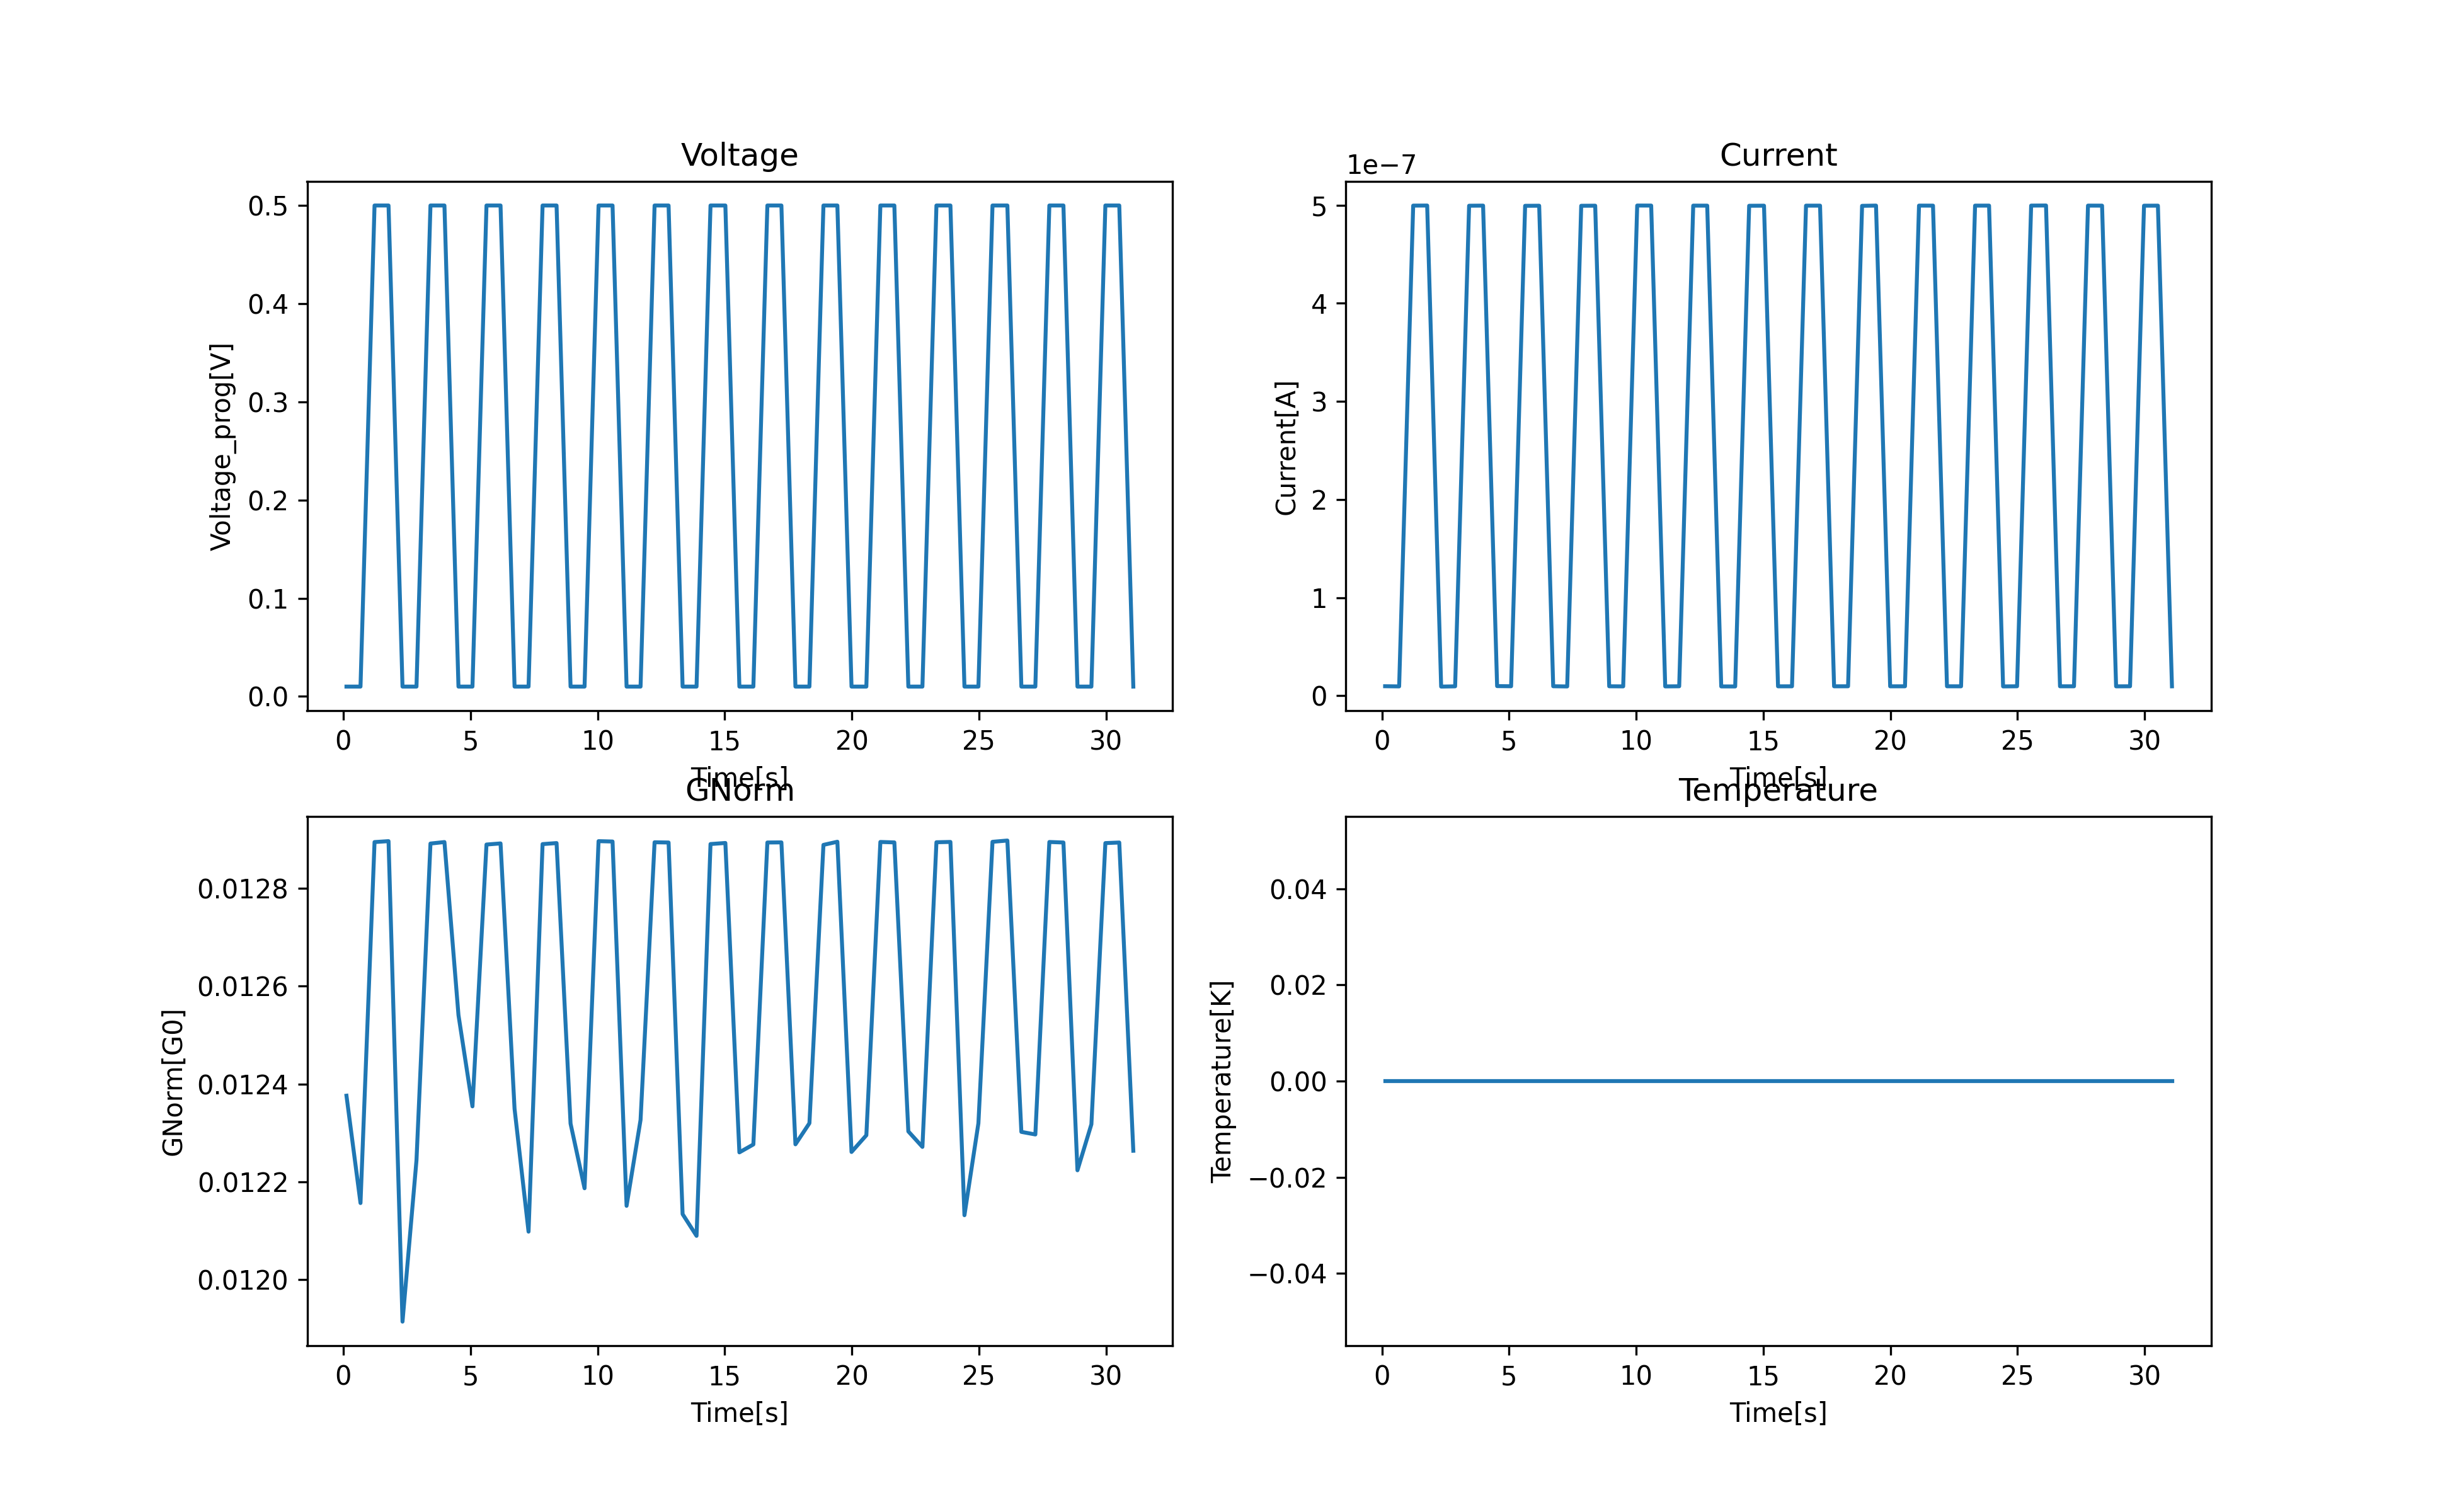 Voltage
Voltage_prog[V]
0.5
0.4
0.3
0.2
0.1
0.0
0 5 10 15 20 25 30
Time[s]
Current
1e−7
Current[A]
5
4
3
2
1
0
0 5 10 15 20 25 30
Time[s]
GNorm
GNorm[G0]
0.0128
0.0126
0.0124
0.0122
0.0120
0 5 10 15 20 25 30
Time[s]
Temperature
Temperature[K]
0.04
0.02
0.00
−0.02
−0.04
0 5 10 15 20 25 30
Time[s]